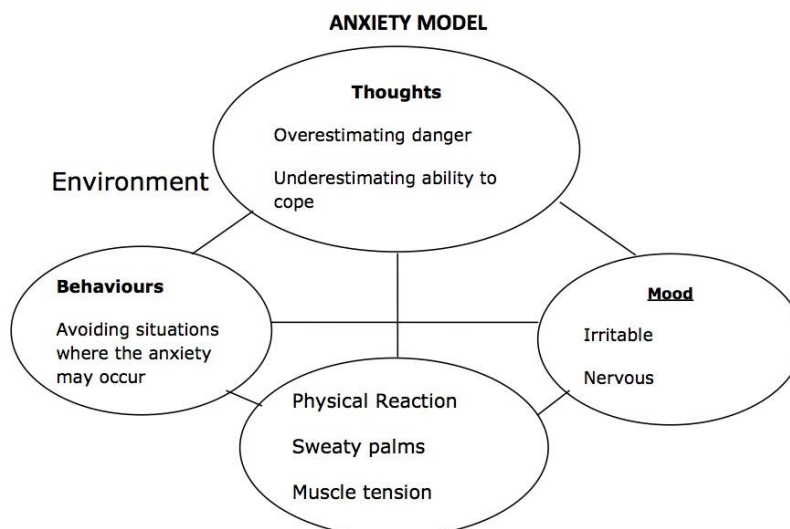 ANXIETY MODEL
Thoughts
Overestimating danger
Underestimating ability to
cope
Environment
Behaviours
Avoiding situations
where the anxiety
may occur
Mood
Irritable
Nervous
Physical Reaction
Sweaty palms
Muscle tension